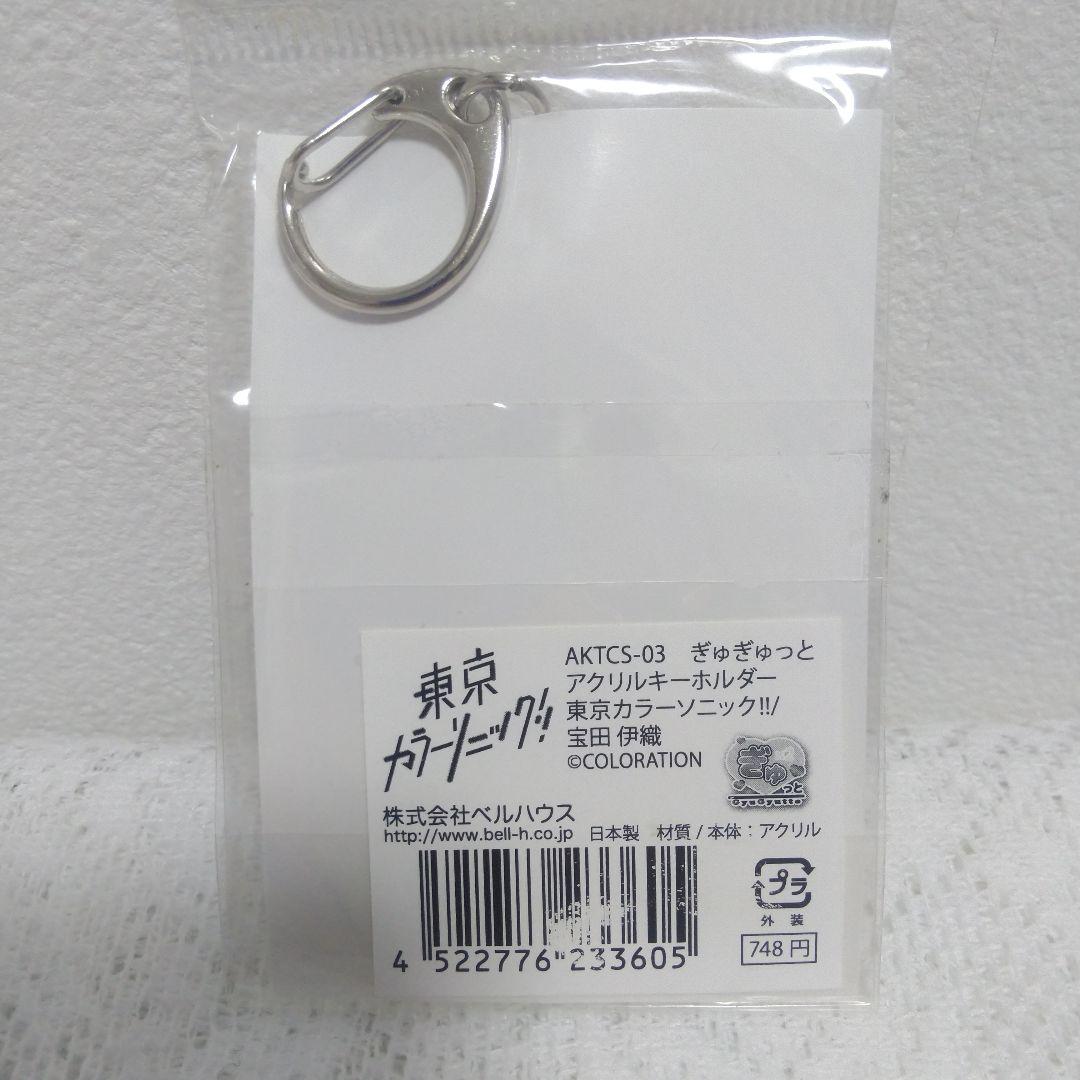 東京
カラーソニック!!
AKTCS-03　ぎゅぎゅっと
アクリルキーホルダー
東京カラーソニック!!/
宝田 伊織
©COLORATION
ぎゅ
っと
GyuGyutto
株式会社ベルハウス
http://www.bell-h.co.jp　日本製　材質 / 本体：アクリル
プラ
外装
4 522776 233605
748 円